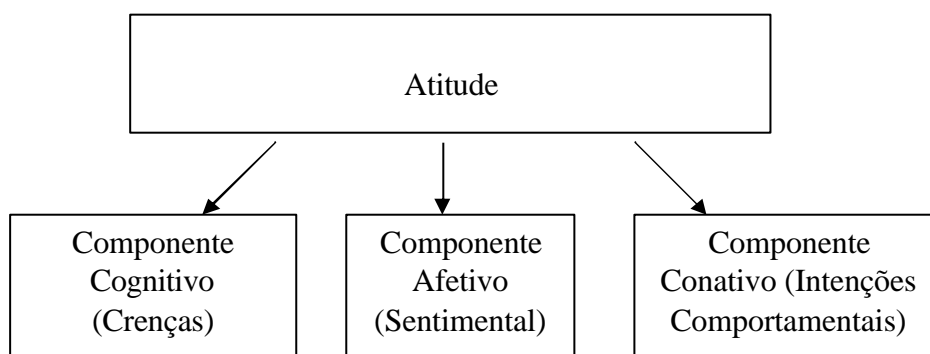 Atitude
Componente
Cognitivo
(Crenças)
Componente
Afetivo
(Sentimental)
Componente
Conativo (Intenções
Comportamentais)